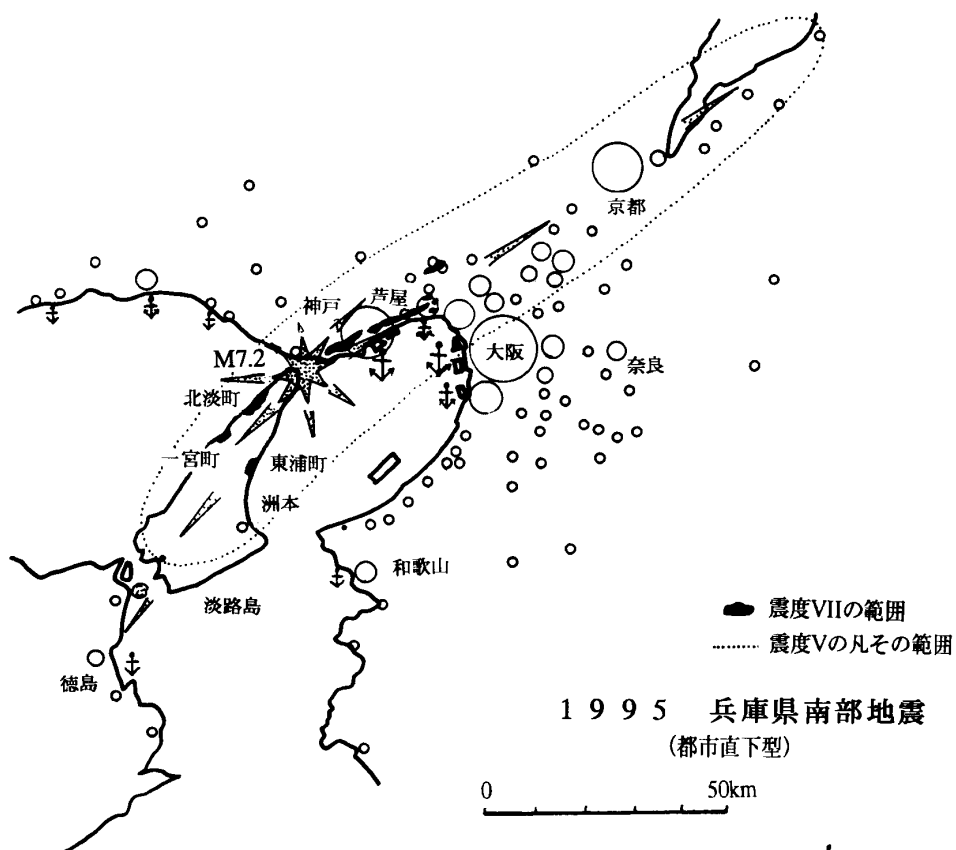 京都
神戸
芦屋
M7.2
大阪
奈良
北淡町
一宮町
東浦町
洲本
和歌山
淡路島
徳島
震度VIIの範囲
震度Vの凡その範囲
1995 兵庫県南部地震
(都市直下型)
0 50km